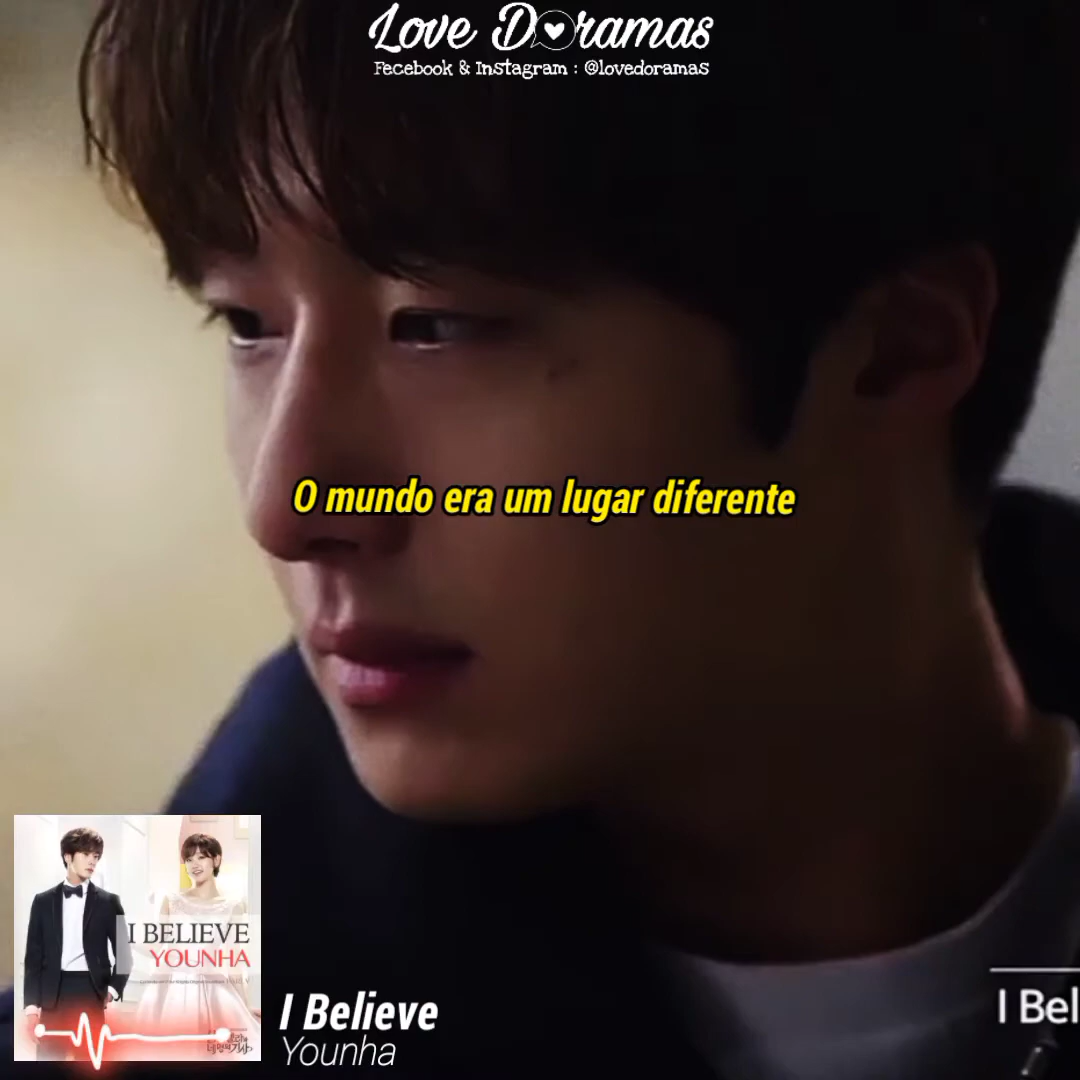 Love Doramas
Fecebook & Instagram : @lovedoramas
O mundo era um lugar diferente
I BELIEVE
YOUNHA
I Believe
Younha
I Bel